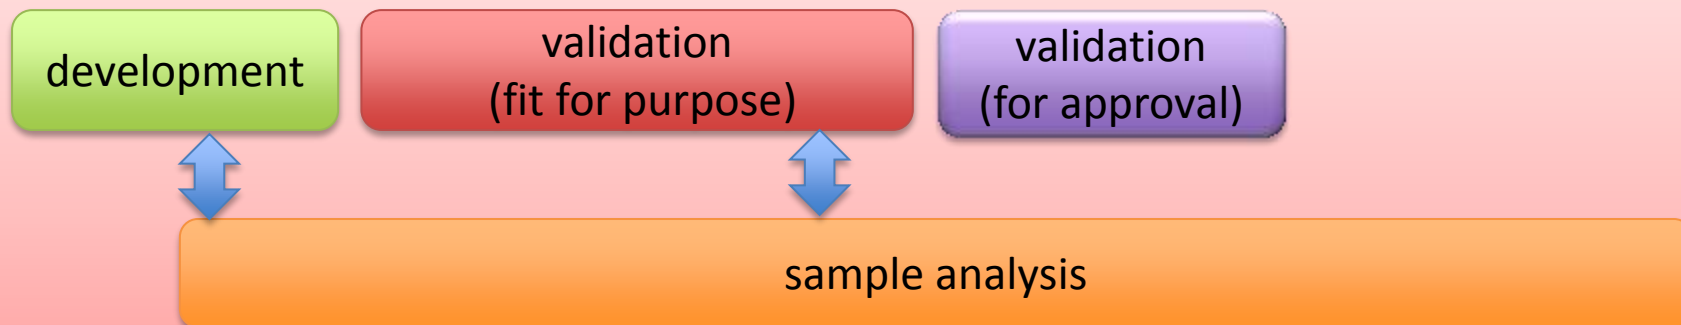 development
validation
(fit for purpose)
validation
(for approval)
sample analysis